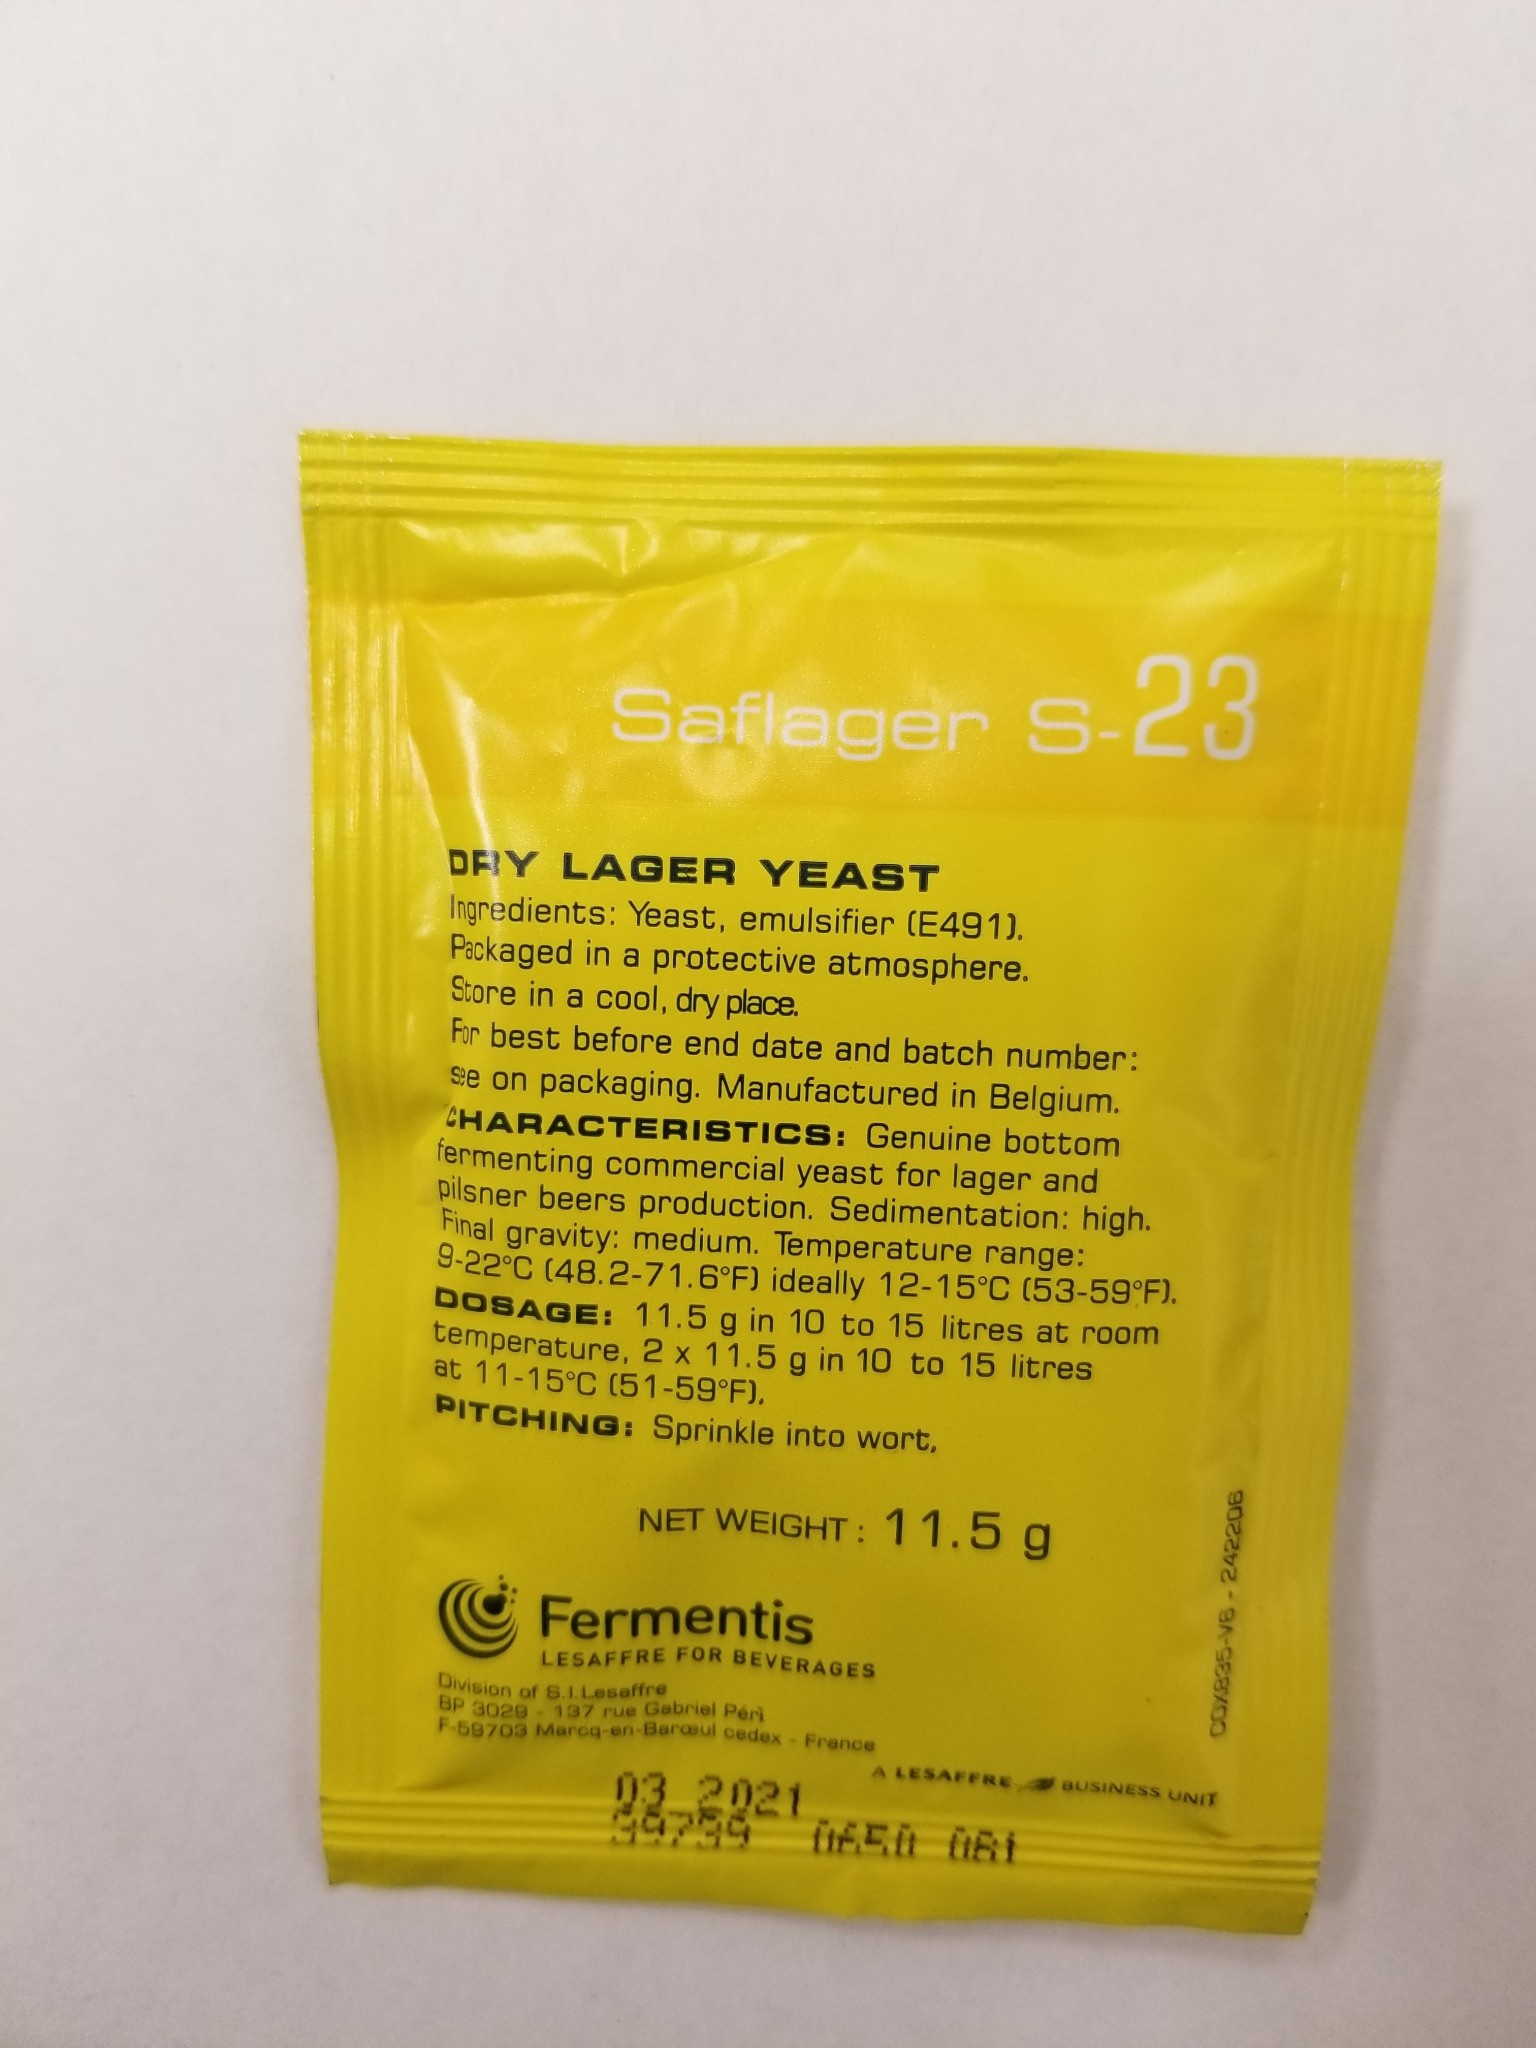 Saflager S-23
DRY LAGER YEAST
Ingredients: Yeast, emulsifier (E491).
Packaged in a protective atmosphere.
Store in a cool, dry place.
For best before end date and batch number:
see on packaging. Manufactured in Belgium.
CHARACTERISTICS: Genuine bottom
fermenting commercial yeast for lager and
pilsner beers production. Sedimentation: high.
Final gravity: medium. Temperature range:
9-22°C (48.2-71.6°F) ideally 12-15°C (53-59°F).
DOSAGE: 11.5 g in 10 to 15 litres at room
temperature, 2 x 11.5 g in 10 to 15 litres
at 11-15°C (51-59°F).
PITCHING: Sprinkle into wort.
NET WEIGHT: 11.5 g
Fermentis
LESAFFRE FOR BEVERAGES
Division of S.I.Lesaffre
BP 3029 - 137 rue Gabriel Péri
F-59703 Marcq-en-Barœul cedex - France
A LESAFFRE BUSINESS UNIT
03 2021
39739 0650 081